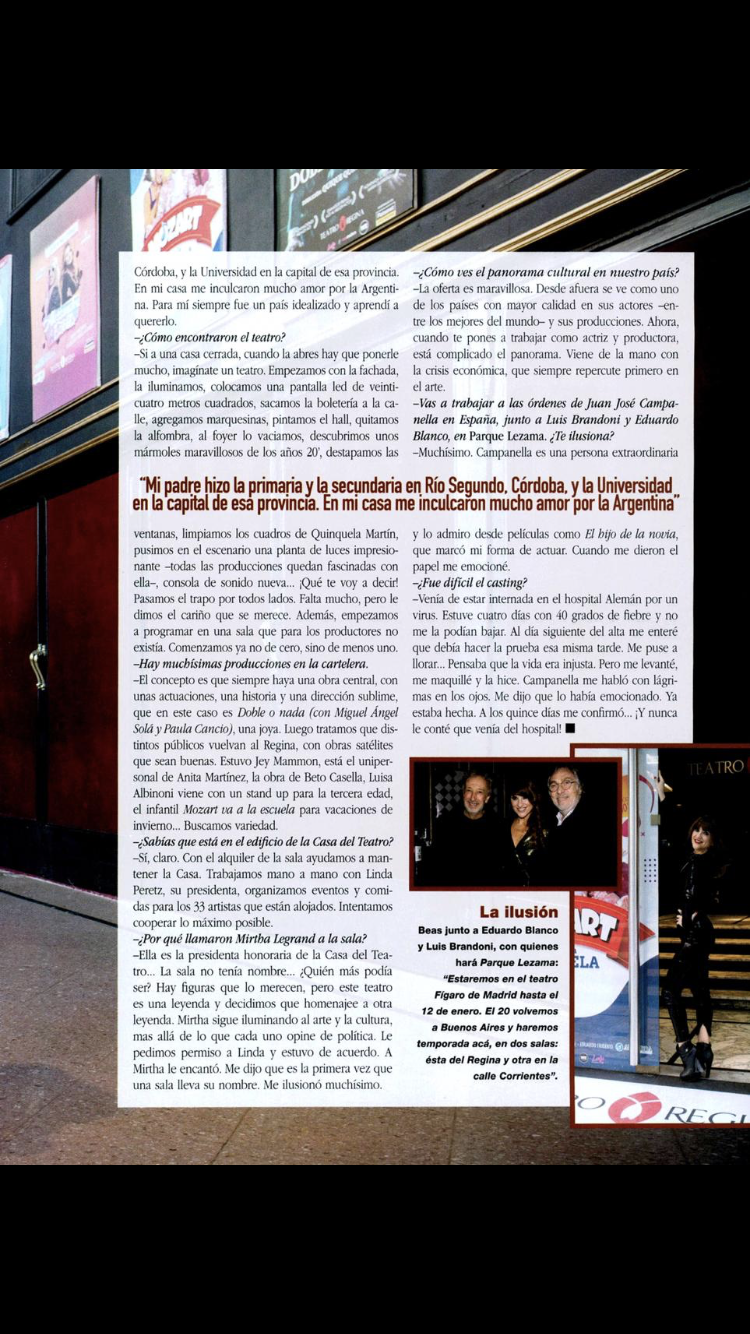 MOZART
DOBLE
TEATRO REGINA
Córdoba, y la Universidad en la capital de esa provincia.
En mi casa me inculcaron mucho amor por la Argenti-
na. Para mí siempre fue un país idealizado y aprendí a
quererlo.
–¿Cómo encontraron el teatro?
–Si a una casa cerrada, cuando la abres hay que ponerle
mucho, imagínate un teatro. Empezamos con la fachada,
la iluminamos, colocamos una pantalla led de veinti-
cuatro metros cuadrados, sacamos la boletería a la ca-
lle, agregamos marquesinas, pintamos el hall, quitamos
la alfombra, al foyer lo vaciamos, descubrimos unos
mármoles maravillosos de los años 20’, destapamos las
–¿Cómo ves el panorama cultural en nuestro país?
–La oferta es maravillosa. Desde afuera se ve como uno
de los países con mayor calidad en sus actores –en-
tre los mejores del mundo– y sus producciones. Ahora,
cuando te pones a trabajar como actriz y productora,
está complicado el panorama. Viene de la mano con
la crisis económica, que siempre repercute primero en
el arte.
–Vas a trabajar a las órdenes de Juan José Campa-
nella en España, junto a Luis Brandoni y Eduardo
Blanco, en Parque Lezama. ¿Te ilusiona?
–Muchísimo. Campanella es una persona extraordinaria
“Mi padre hizo la primaria y la secundaria en Río Segundo, Córdoba, y la Universidad
en la capital de esa provincia. En mi casa me inculcaron mucho amor por la Argentina”
ventanas, limpiamos los cuadros de Quinquela Martín,
pusimos en el escenario una planta de luces impresio-
nante –todas las producciones quedan fascinadas con
ella–, consola de sonido nueva... ¡Qué te voy a decir!
Pasamos el trapo por todos lados. Falta mucho, pero le
dimos el cariño que se merece. Además, empezamos
a programar en una sala que para los productores no
existía. Comenzamos ya no de cero, sino de menos uno.
–Hay muchísimas producciones en la cartelera.
–El concepto es que siempre haya una obra central, con
unas actuaciones, una historia y una dirección sublime,
que en este caso es Doble o nada (con Miguel Ángel
Solá y Paula Cancio), una joya. Luego tratamos que dis-
tintos públicos vuelvan al Regina, con obras satélites
que sean buenas. Estuvo Jey Mammon, está el uniper-
sonal de Anita Martínez, la obra de Beto Casella, Luisa
Albinoni viene con un stand up para la tercera edad,
el infantil Mozart va a la escuela para vacaciones de
invierno... Buscamos variedad.
–¿Sabías que está en el edificio de la Casa del Teatro?
–Sí, claro. Con el alquiler de la sala ayudamos a man-
tener la Casa. Trabajamos mano a mano con Linda
Peretz, su presidenta, organizamos eventos y comi-
das para los 33 artistas que están alojados. Intentamos
cooperar lo máximo posible.
–¿Por qué llamaron Mirtha Legrand a la sala?
–Ella es la presidenta honoraria de la Casa del Tea-
tro... La sala no tenía nombre... ¿Quién más podía
ser? Hay figuras que lo merecen, pero este teatro
es una leyenda y decidimos que homenajee a otra
leyenda. Mirtha sigue iluminando al arte y la cultura,
mas allá de lo que cada uno opine de política. Le
pedimos permiso a Linda y estuvo de acuerdo. A
Mirtha le encantó. Me dijo que es la primera vez que
una sala lleva su nombre. Me ilusionó muchísimo.
y lo admiro desde películas como El hijo de la novia,
que marcó mi forma de actuar. Cuando me dieron el
papel me emocioné.
–¿Fue difícil el casting?
–Venía de estar internada en el hospital Alemán por un
virus. Estuve cuatro días con 40 grados de fiebre y no
me la podían bajar. Al día siguiente del alta me enteré
que debía hacer la prueba esa misma tarde. Me puse a
llorar... Pensaba que la vida era injusta. Pero me levanté,
me maquillé y la hice. Campanella me habló con lágri-
mas en los ojos. Me dijo que lo había emocionado. Ya
estaba hecha. A los quince días me confirmó... ¡Y nunca
le conté que venía del hospital!
La ilusión
Beas junto a Eduardo Blanco
y Luis Brandoni, con quienes
hará Parque Lezama:
“Estaremos en el teatro
Fígaro de Madrid hasta el
12 de enero. El 20 volvemos
a Buenos Aires y haremos
temporada acá, en dos salas:
ésta del Regina y otra en la
calle Corrientes”.
TEATRO
ART
ELA
RO REGI